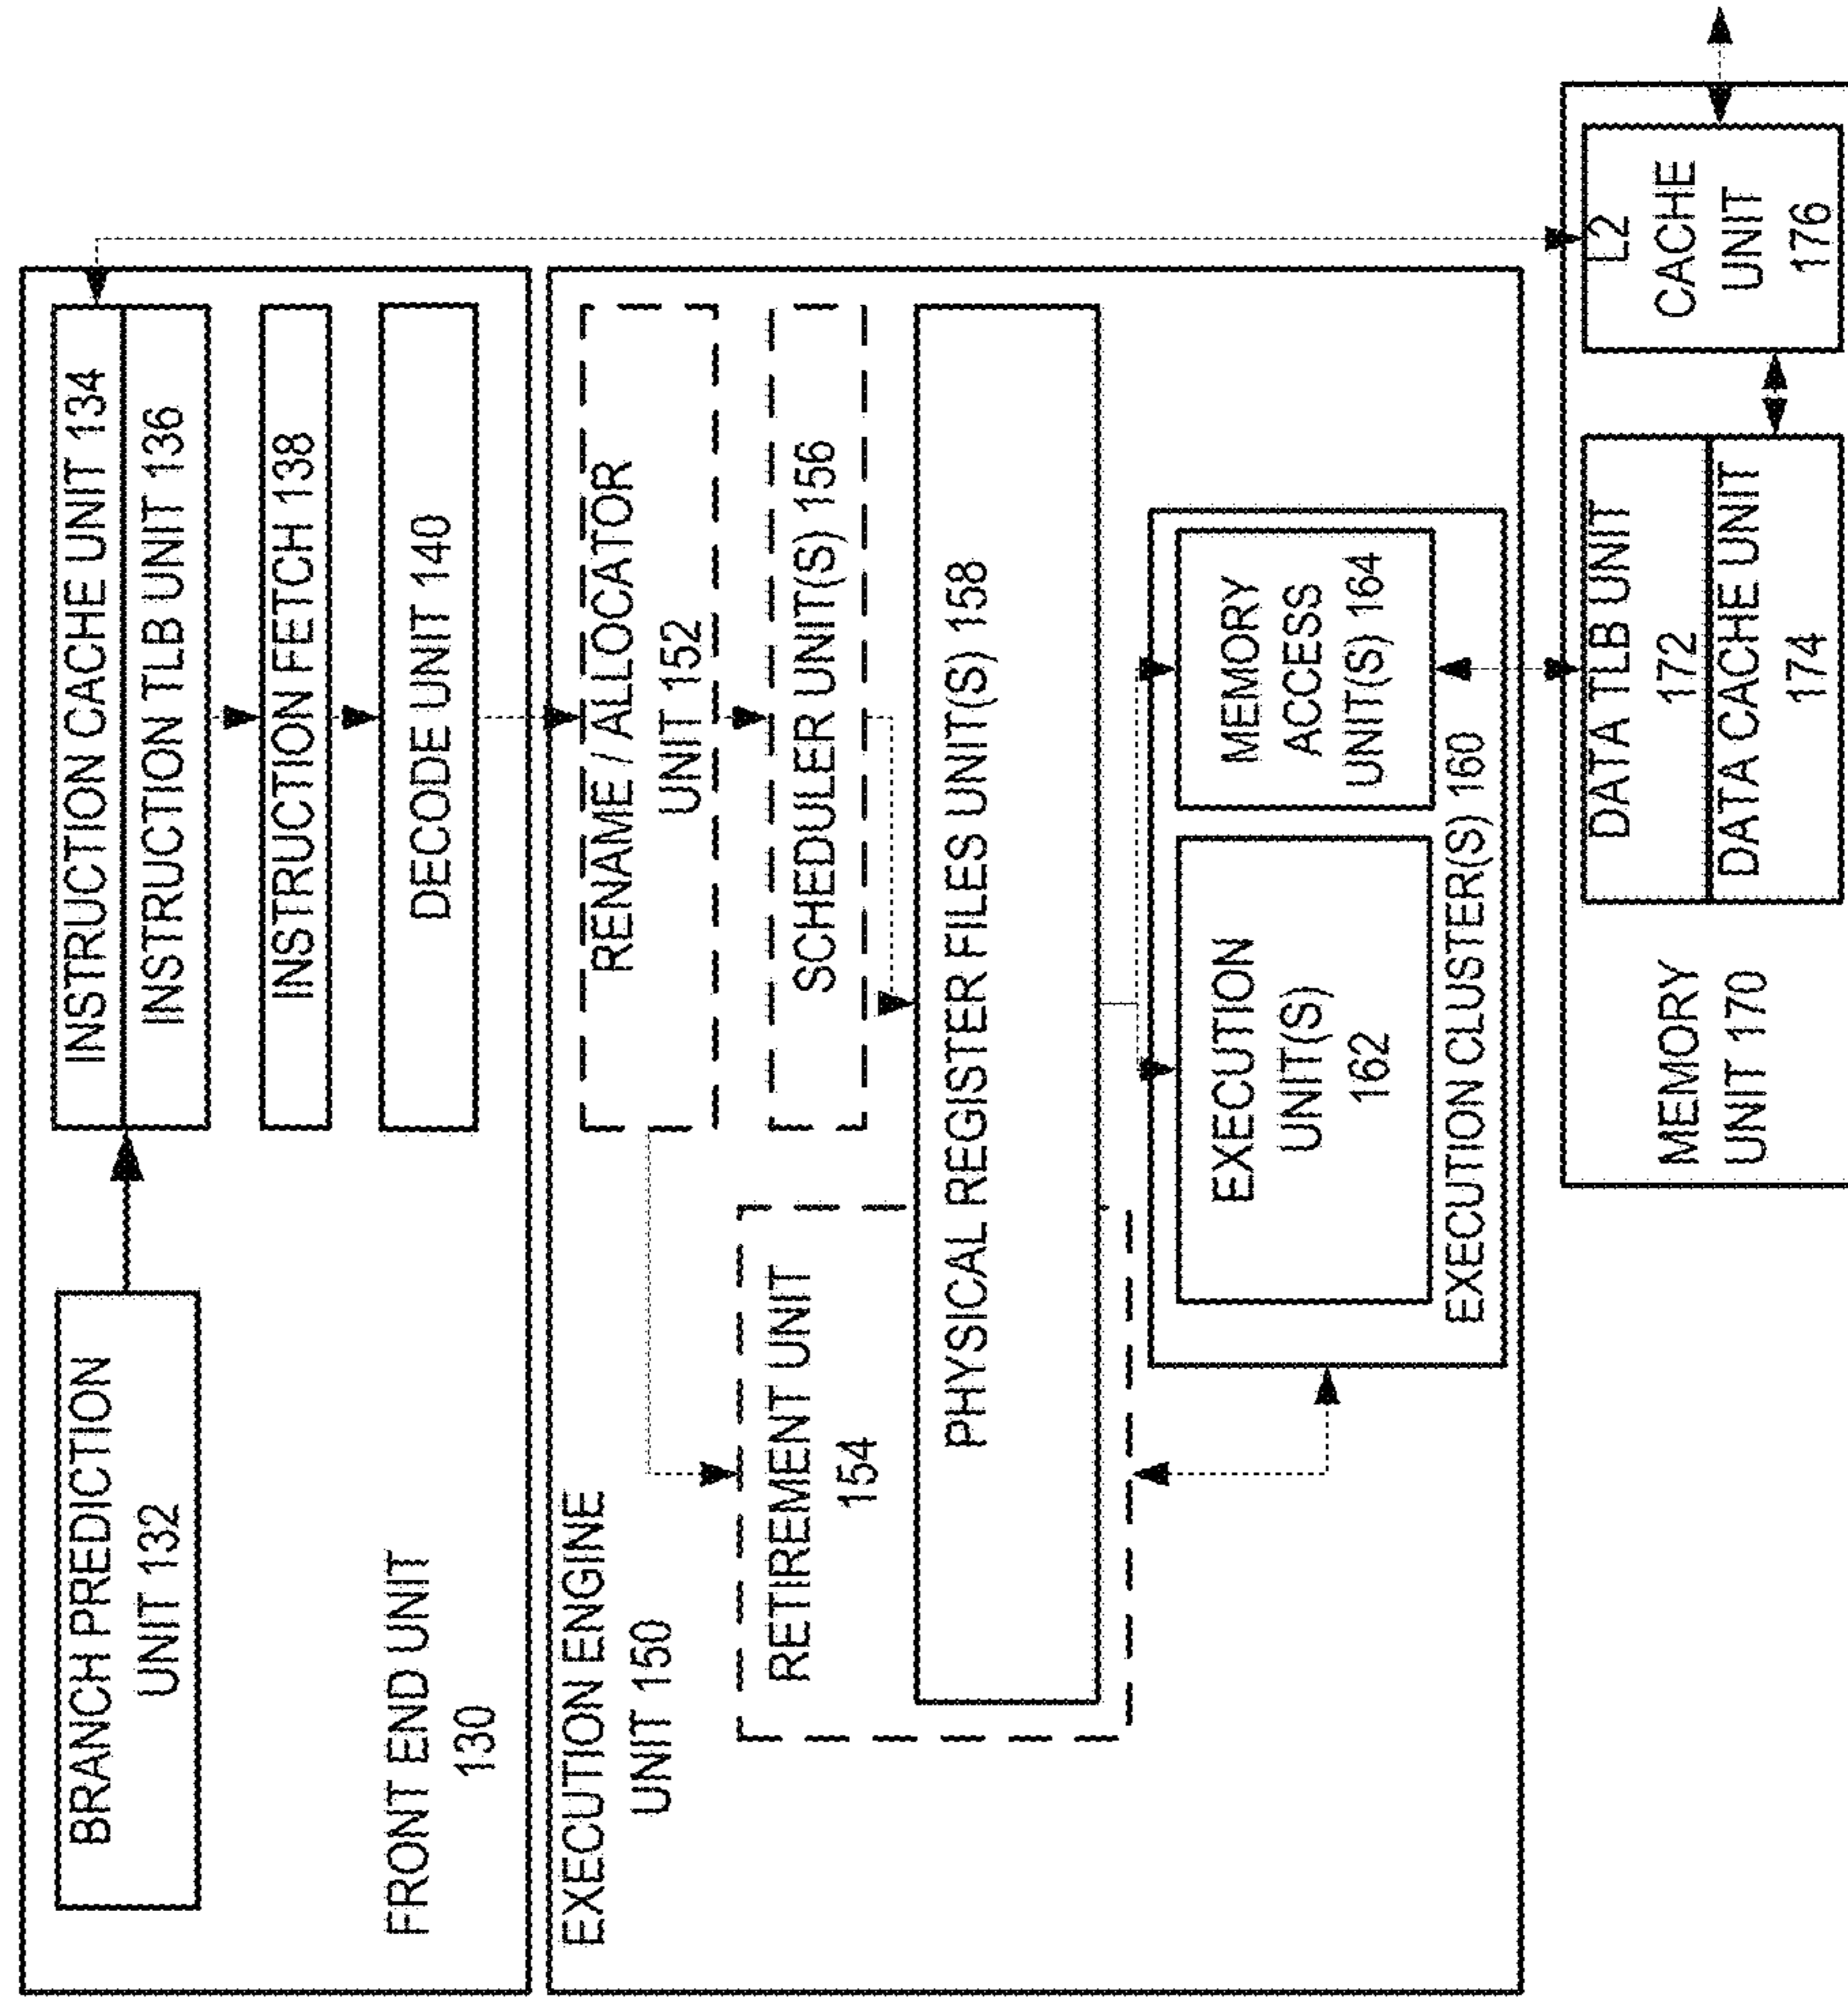 BRANCH PREDICTION
UNIT 132
INSTRUCTION CACHE UNIT 134
INSTRUCTION TLB UNIT 136
INSTRUCTION FETCH 138
DECODE UNIT 140
FRONT END UNIT
130
EXECUTION ENGINE
UNIT 150
RENAME / ALLOCATOR
UNIT 152
SCHEDULER UNIT(S) 156
RETIREMENT UNIT
154
PHYSICAL REGISTER FILES UNIT(S) 158
EXECUTION
UNIT(S)
162
MEMORY
ACCESS
UNIT(S) 164
EXECUTION CLUSTER(S) 160
MEMORY
UNIT 170
DATA TLB UNIT
172
DATA CACHE UNIT
174
L2
CACHE
UNIT
176